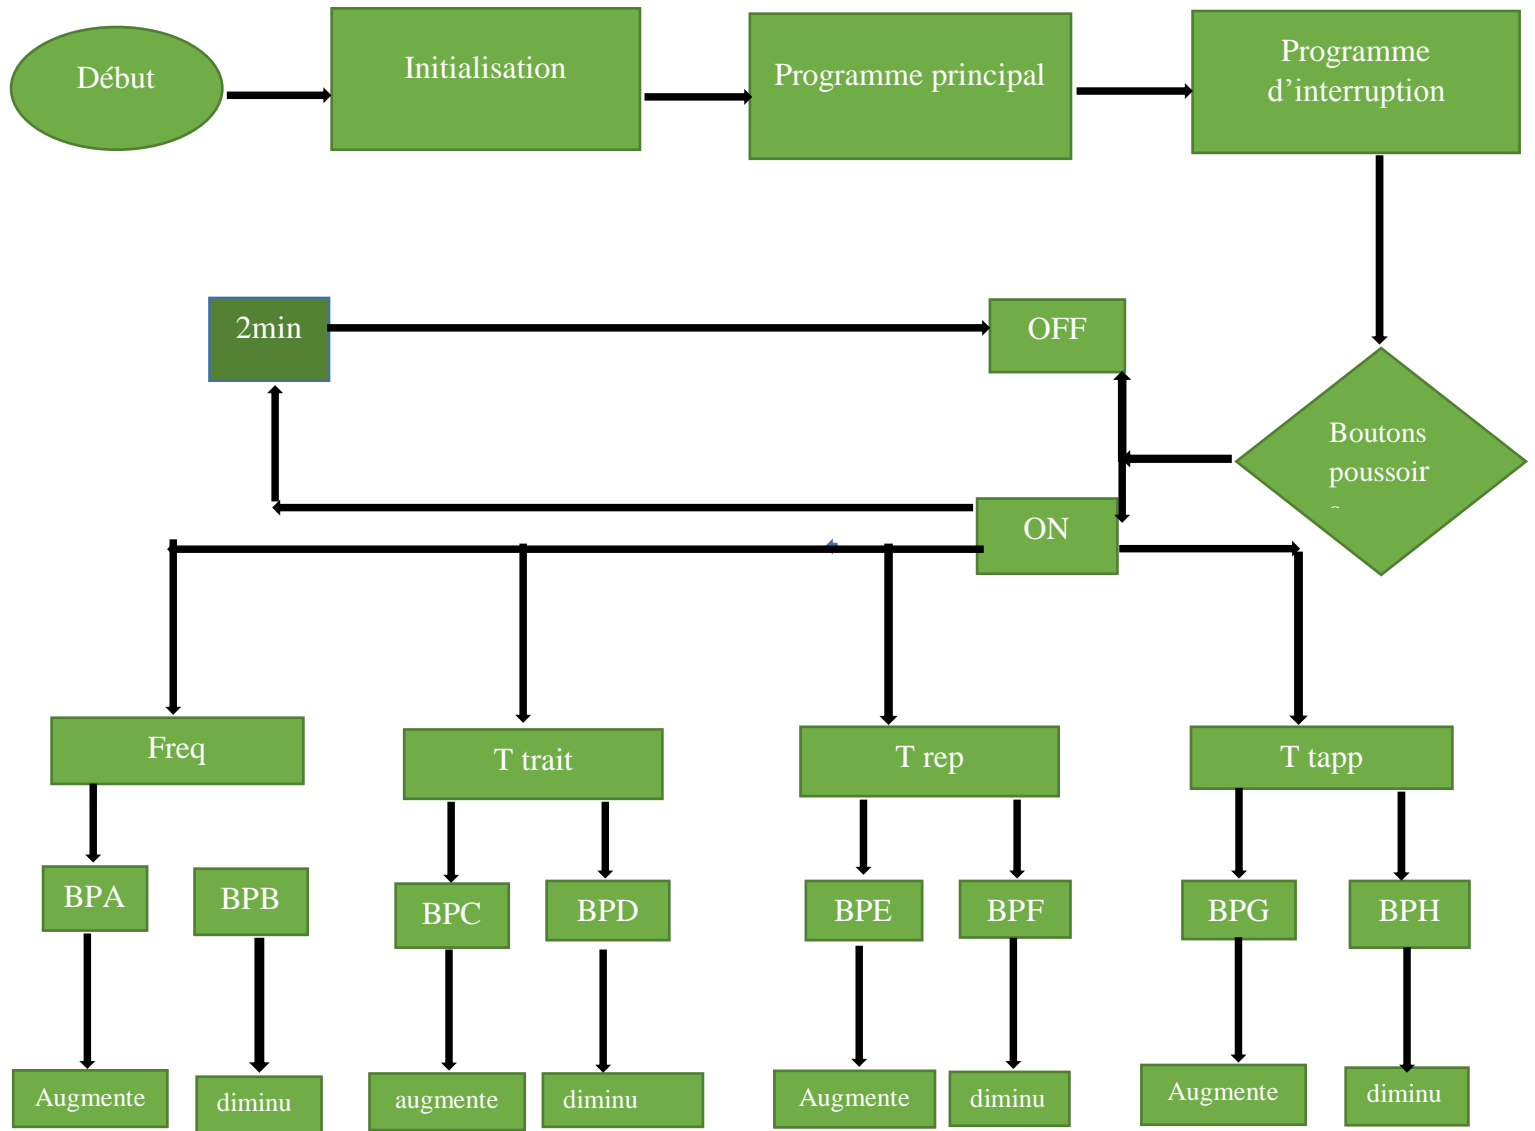 Début
Initialisation
Programme principal
Programme
d’interruption
2min
OFF
Boutons
poussoir
ON
Freq
T trait
T rep
T tapp
BPA
BPB
BPC
BPD
BPE
BPF
BPG
BPH
Augmente
diminu
augmente
diminu
Augmente
diminu
Augmente
diminu